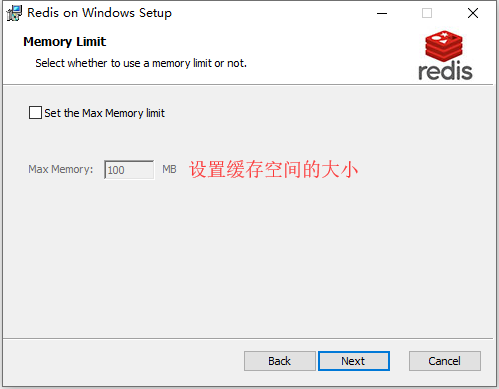 Redis on Windows Setup
Memory Limit
Select whether to use a memory limit or not.
redis
Set the Max Memory limit
Max Memory: 100 MB 设置缓存空间的大小
Back Next Cancel